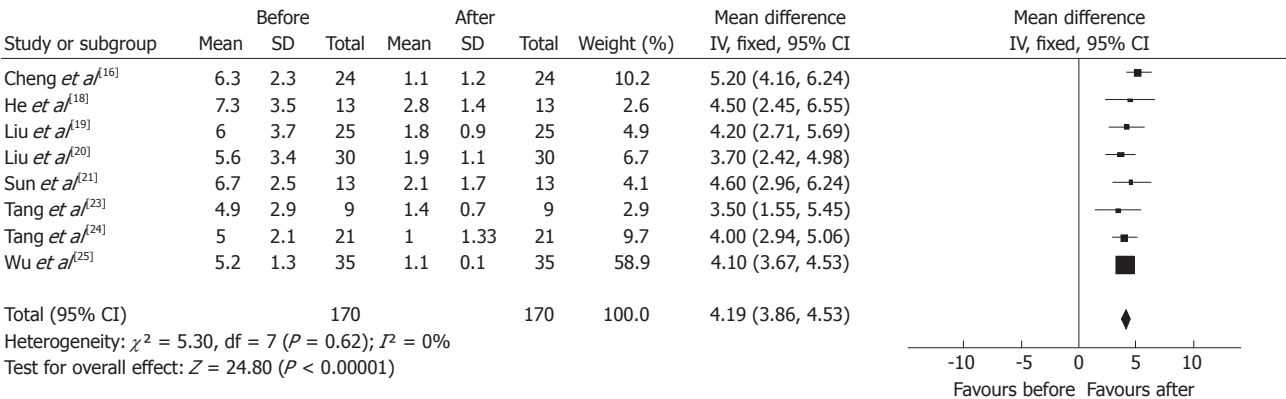 Before After Mean difference Mean difference
Study or subgroup Mean SD Total Mean SD Total Weight (%) IV, fixed, 95% CI IV, fixed, 95% CI
Cheng et al[16] 6.3 2.3 24 1.1 1.2 24 10.2 5.20 (4.16, 6.24)
He et al[18] 7.3 3.5 13 2.8 1.4 13 2.6 4.50 (2.45, 6.55)
Liu et al[19] 6 3.7 25 1.8 0.9 25 4.9 4.20 (2.71, 5.69)
Liu et al[20] 5.6 3.4 30 1.9 1.1 30 6.7 3.70 (2.42, 4.98)
Sun et al[21] 6.7 2.5 13 2.1 1.7 13 4.1 4.60 (2.96, 6.24)
Tang et al[23] 4.9 2.9 9 1.4 0.7 9 2.9 3.50 (1.55, 5.45)
Tang et al[24] 5 2.1 21 1 1.33 21 9.7 4.00 (2.94, 5.06)
Wu et al[25] 5.2 1.3 35 1.1 0.1 35 58.9 4.10 (3.67, 4.53)
Total (95% CI) 170 170 100.0 4.19 (3.86, 4.53)
Heterogeneity: χ² = 5.30, df = 7 (P = 0.62); I² = 0%
Test for overall effect: Z = 24.80 (P < 0.00001)
-10 -5 0 5 10
Favours before Favours after